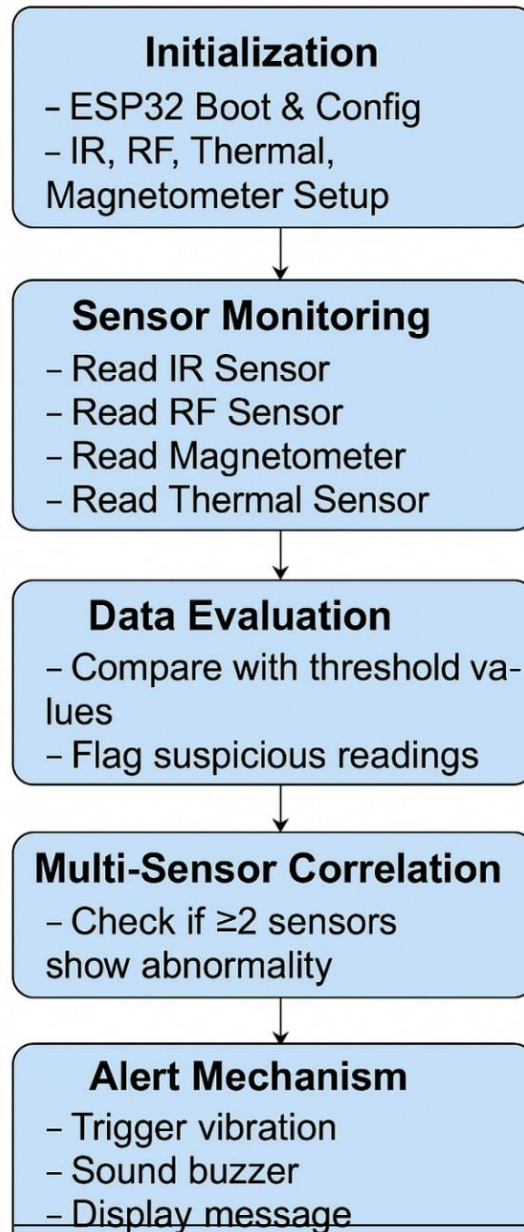 Initialization
– ESP32 Boot & Config
– IR, RF, Thermal,
Magnetometer Setup
Sensor Monitoring
– Read IR Sensor
– Read RF Sensor
– Read Magnetometer
– Read Thermal Sensor
Data Evaluation
– Compare with threshold va-
lues
– Flag suspicious readings
Multi-Sensor Correlation
– Check if ≥2 sensors
show abnormality
Alert Mechanism
– Trigger vibration
– Sound buzzer
– Display message